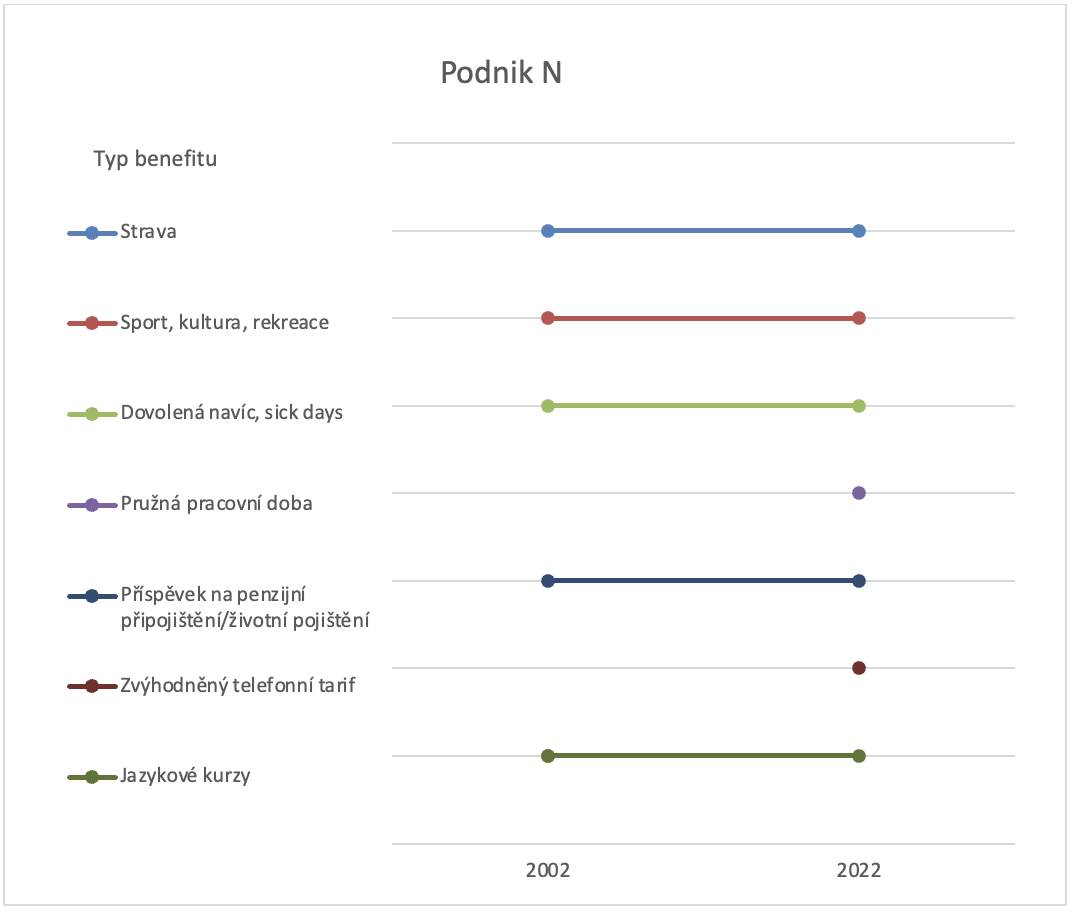 Podnik N
Typ benefitu
Strava
Sport, kultura, rekreace
Dovolená navíc, sick days
Pružná pracovní doba
Příspěvek na penzijní
připojištění/životní pojištění
Zvýhodněný telefonní tarif
Jazykové kurzy
2002 2022